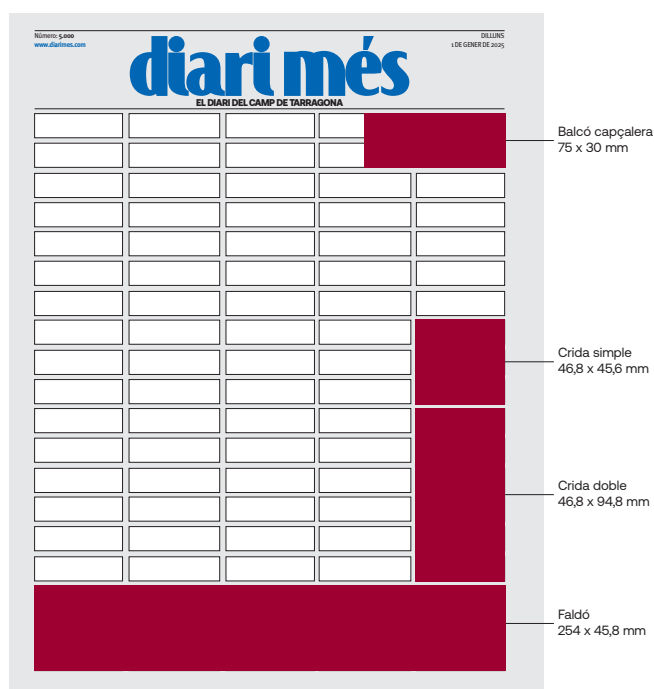 Número: 5.000
www.diarimes.com
DILLUNS
1 DE GENER DE 2025
diari més
EL DIARI DEL CAMP DE TARRAGONA
Balcó capçalera
75 x 30 mm
Crida simple
46,8 x 45,6 mm
Crida doble
46,8 x 94,8 mm
Faldó
254 x 45,8 mm